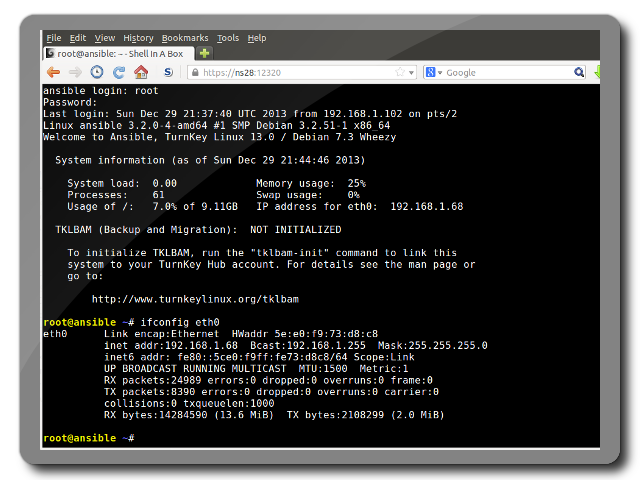 File Edit View History Bookmarks Tools Help
root@ansible: ~ - Shell In A Box
https://ns28:12320
Google
ansible login: root
Password:
Last login: Sun Dec 29 21:37:40 UTC 2013 from 192.168.1.102 on pts/2
Linux ansible 3.2.0-4-amd64 #1 SMP Debian 3.2.51-1 x86_64
Welcome to Ansible, TurnKey Linux 13.0 / Debian 7.3 Wheezy
System information (as of Sun Dec 29 21:44:46 2013)
System load: 0.00 Memory usage: 25%
Processes: 61 Swap usage: 0%
Usage of /: 7.0% of 9.11GB IP address for eth0: 192.168.1.68
TKLBAM (Backup and Migration): NOT INITIALIZED
To initialize TKLBAM, run the "tklbam-init" command to link this
system to your TurnKey Hub account. For details see the man page or
go to:
http://www.turnkeylinux.org/tklbam
root@ansible ~# ifconfig eth0
eth0 Link encap:Ethernet HWaddr 5e:e0:f9:73:d8:c8
inet addr:192.168.1.68 Bcast:192.168.1.255 Mask:255.255.255.0
inet6 addr: fe80::5ce0:f9ff:fe73:d8c8/64 Scope:Link
UP BROADCAST RUNNING MULTICAST MTU:1500 Metric:1
RX packets:24989 errors:0 dropped:0 overruns:0 frame:0
TX packets:8390 errors:0 dropped:0 overruns:0 carrier:0
collisions:0 txqueuelen:1000
RX bytes:14284590 (13.6 MiB) TX bytes:2108299 (2.0 MiB)
root@ansible ~#